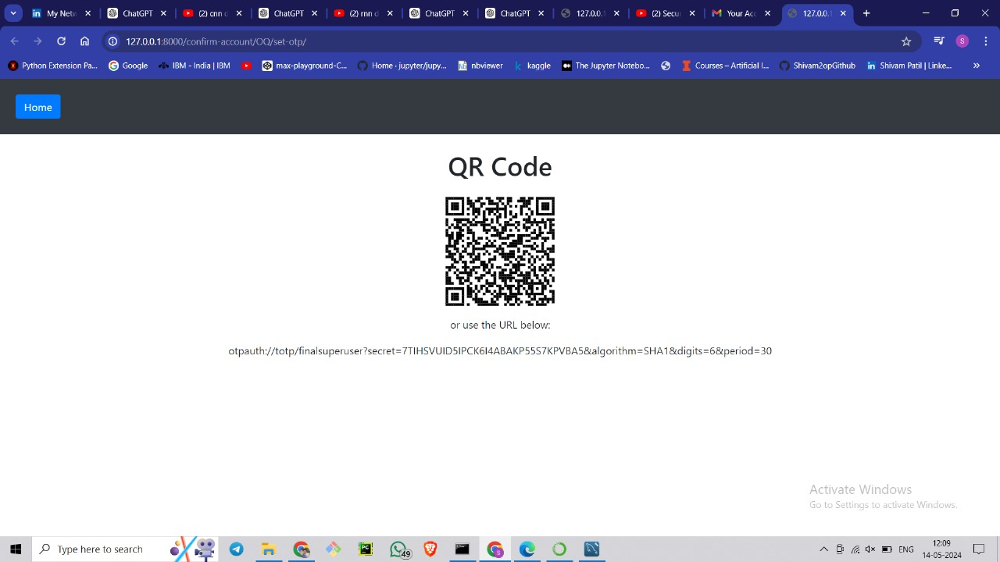 My Netw
ChatGPT
(2) cnn d
ChatGPT
(2) rnn d
ChatGPT
ChatGPT
127.0.0.1
(2) Secur
Your Acc
127.0.0.1
127.0.0.1:8000/confirm-account/OQ/set-otp/
S
Python Extension Pa...
Google
IBM - India | IBM
max-playground-C...
Home · jupyter/jupy...
nbviewer
kaggle
The Jupyter Notebo...
Courses – Artificial I...
Shivam2opGithub
Shivam Patil | Linke...
Home
QR Code
or use the URL below:
otpauth://totp/finalsuperuser?secret=7TIHSVUID5IPCK6I4ABAKP55S7KPVBA5&algorithm=SHA1&digits=6&period=30
Activate Windows
Go to Settings to activate Windows.
Type here to search
49
ENG
12:09
14-05-2024